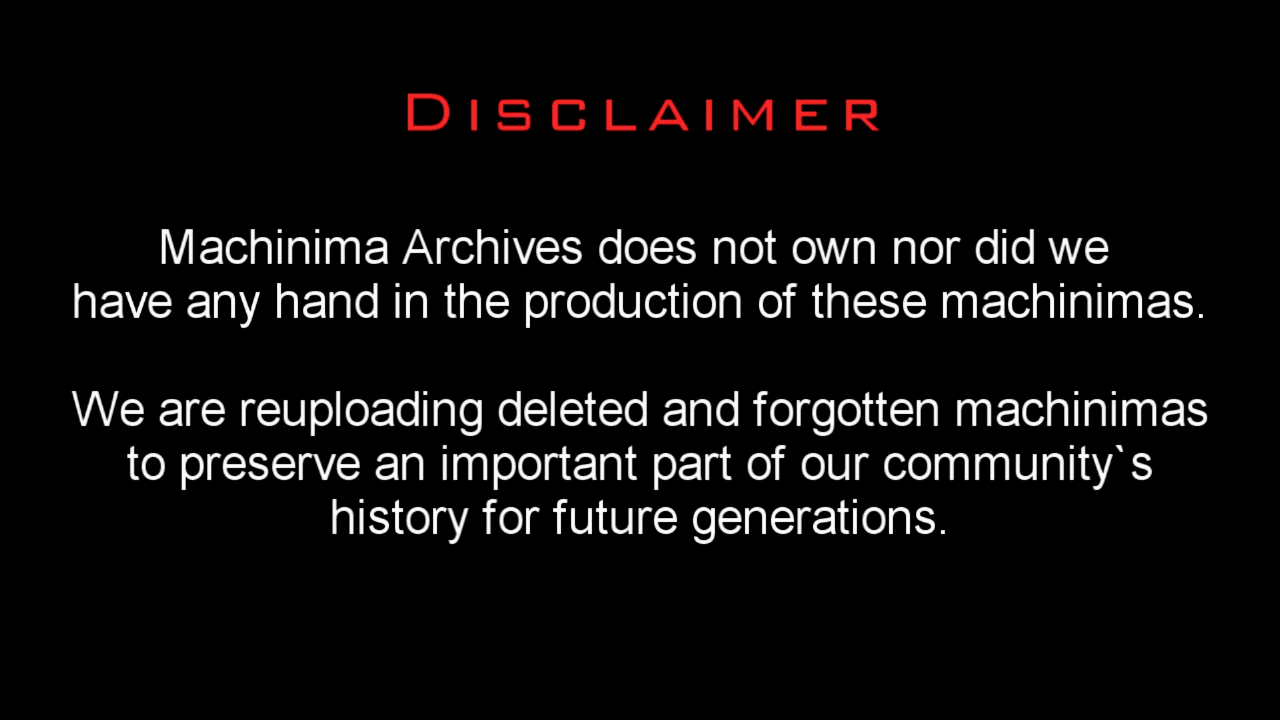 DISCLAIMER
Machinima Archives does not own nor did we
have any hand in the production of these machinimas.
We are reuploading deleted and forgotten machinimas
to preserve an important part of our community`s
history for future generations.